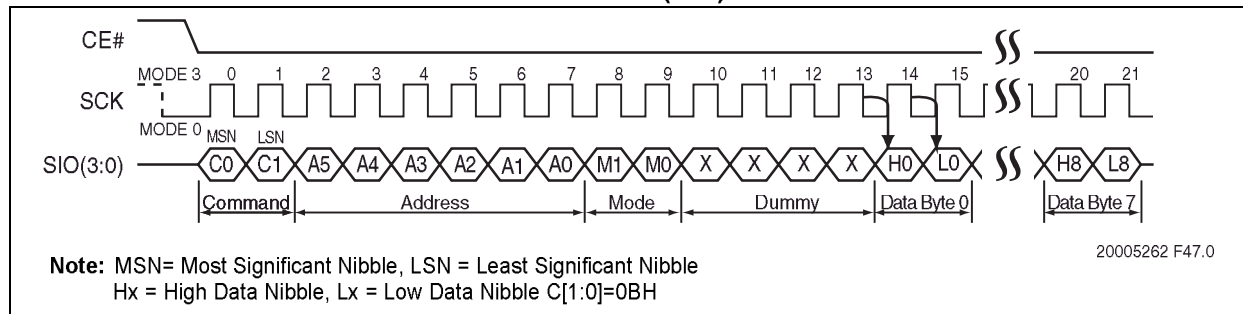 CE#
MODE 3 0 1 2 3 4 5 6 7 8 9 10 11 12 13 14 15 20 21
SCK
MODE 0
MSN LSN
SIO(3:0) C0 C1 A5 A4 A3 A2 A1 A0 M1 M0 X X X X H0 L0 H8 L8
Command Address Mode Dummy Data Byte 0 Data Byte 7
20005262 F47.0
Note: MSN= Most Significant Nibble, LSN = Least Significant Nibble
Hx = High Data Nibble, Lx = Low Data Nibble C[1:0]=0BH